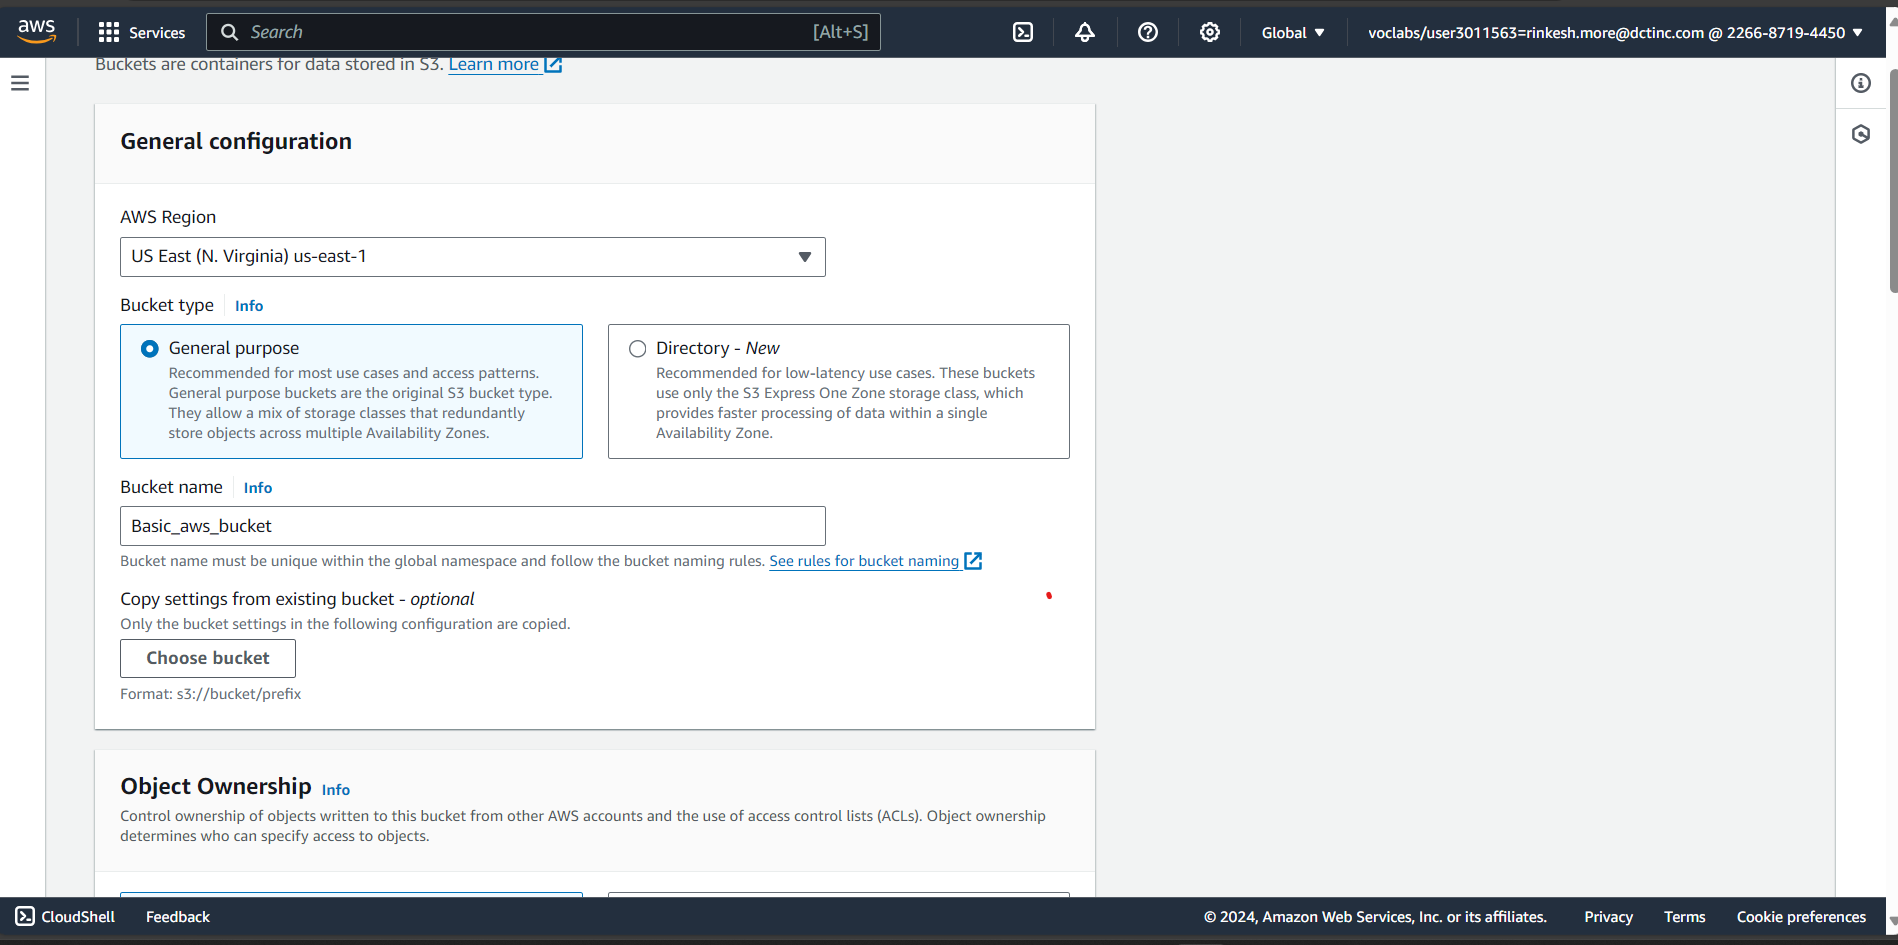 aws
Services
Search
[Alt+S]
Global
voclabs/user3011563=rinkesh.more@dctinc.com @ 2266-8719-4450
Buckets are containers for data stored in S3. Learn more
General configuration
AWS Region
US East (N. Virginia) us-east-1
Bucket type
Info
General purpose
Recommended for most use cases and access patterns.
General purpose buckets are the original S3 bucket type.
They allow a mix of storage classes that redundantly
store objects across multiple Availability Zones.
Directory - New
Recommended for low-latency use cases. These buckets
use only the S3 Express One Zone storage class, which
provides faster processing of data within a single
Availability Zone.
Bucket name
Info
Basic_aws_bucket
Bucket name must be unique within the global namespace and follow the bucket naming rules. See rules for bucket naming
Copy settings from existing bucket - optional
Only the bucket settings in the following configuration are copied.
Choose bucket
Format: s3://bucket/prefix
Object Ownership
Info
Control ownership of objects written to this bucket from other AWS accounts and the use of access control lists (ACLs). Object ownership
determines who can specify access to objects.
CloudShell
Feedback
© 2024, Amazon Web Services, Inc. or its affiliates.
Privacy
Terms
Cookie preferences